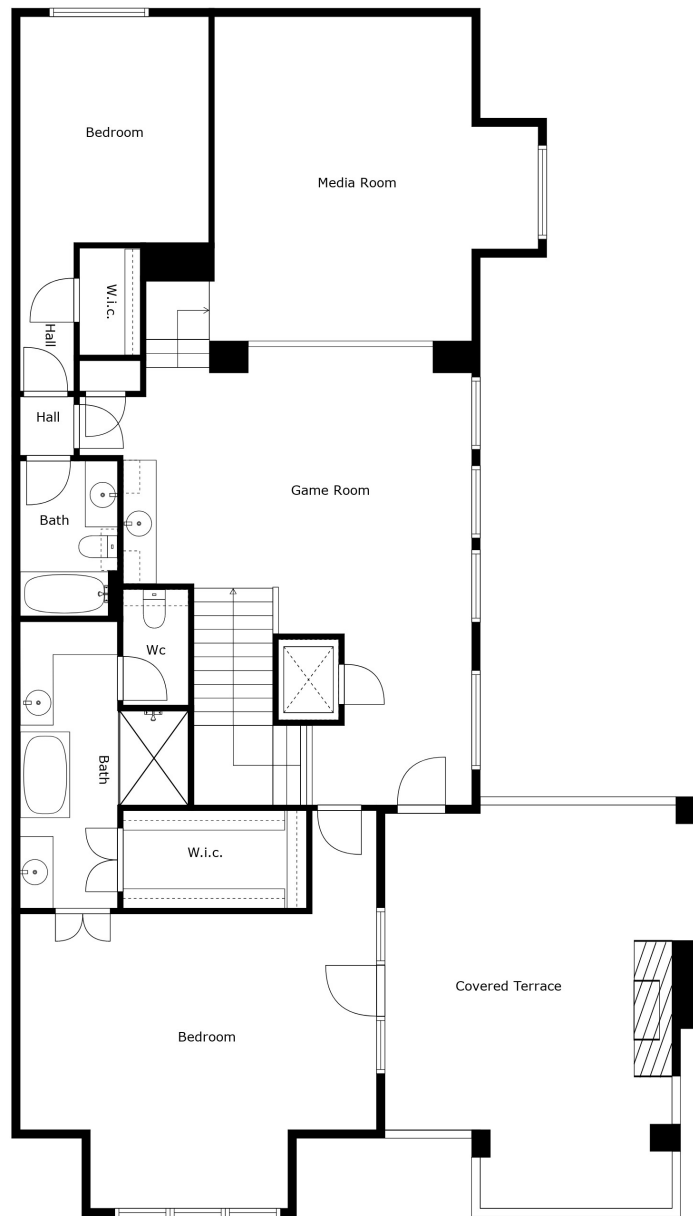 Bedroom
Media Room
W.i.c.
Hall
Hall
Game Room
Bath
Wc
Bath
W.i.c.
Covered Terrace
Bedroom